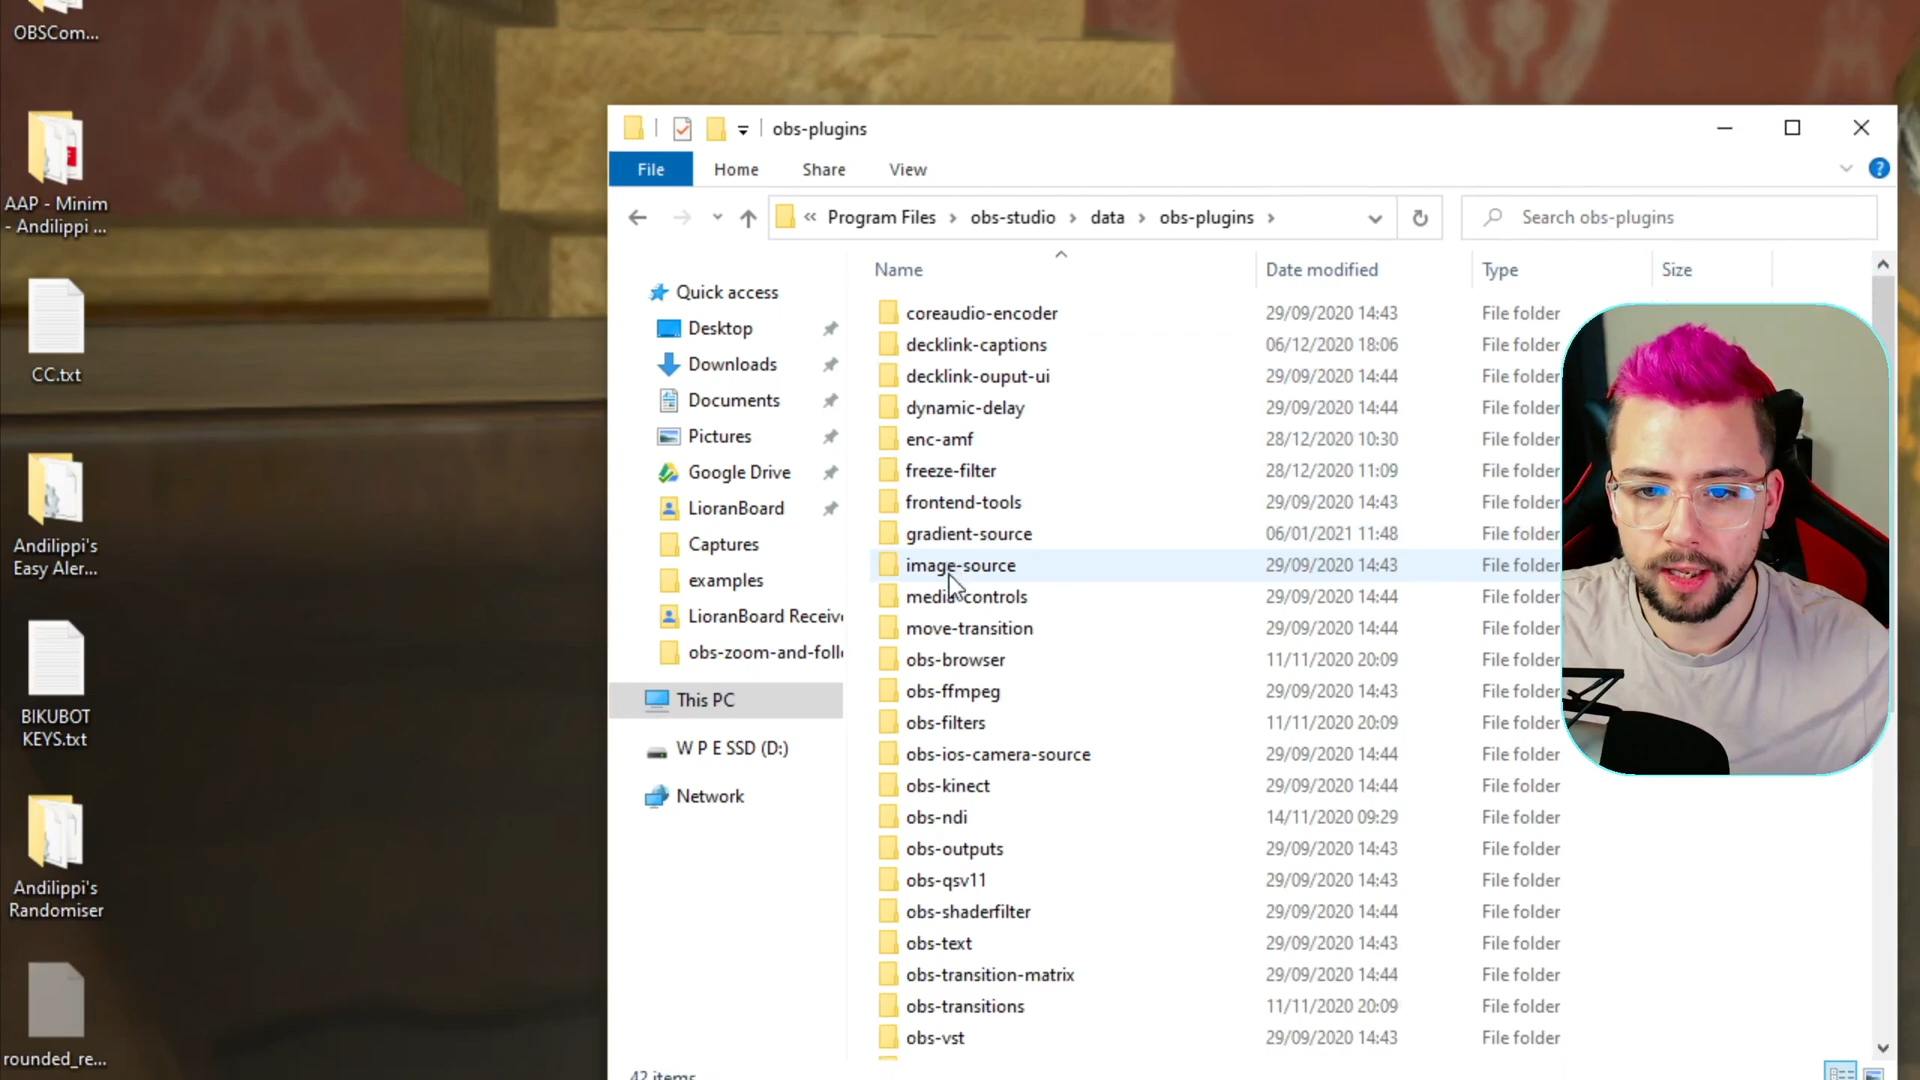 OBSCom...
AAP - Minim
- Andilippi ...
CC.txt
Andilippi's
Easy Aler...
BIKUBOT
KEYS.txt
Andilippi's
Randomiser
rounded_re...
obs-plugins
File Home Share View
« Program Files > obs-studio > data > obs-plugins >
Search obs-plugins
Quick access
Desktop
Downloads
Documents
Pictures
Google Drive
LioranBoard
Captures
examples
LioranBoard Receiv
obs-zoom-and-foll
This PC
W P E SSD (D:)
Network
Name Date modified Type Size
coreaudio-encoder 29/09/2020 14:43 File folder
decklink-captions 06/12/2020 18:06 File folder
decklink-ouput-ui 29/09/2020 14:44 File folder
dynamic-delay 29/09/2020 14:44 File folder
enc-amf 28/12/2020 10:30 File folder
freeze-filter 28/12/2020 11:09 File folder
frontend-tools 29/09/2020 14:43 File folder
gradient-source 06/01/2021 11:48 File folder
image-source 29/09/2020 14:43 File folder
media-controls 29/09/2020 14:44 File folder
move-transition 29/09/2020 14:44 File folder
obs-browser 11/11/2020 20:09 File folder
obs-ffmpeg 29/09/2020 14:43 File folder
obs-filters 11/11/2020 20:09 File folder
obs-ios-camera-source 29/09/2020 14:44 File folder
obs-kinect 29/09/2020 14:44 File folder
obs-ndi 14/11/2020 09:29 File folder
obs-outputs 29/09/2020 14:43 File folder
obs-qsv11 29/09/2020 14:43 File folder
obs-shaderfilter 29/09/2020 14:44 File folder
obs-text 29/09/2020 14:43 File folder
obs-transition-matrix 29/09/2020 14:44 File folder
obs-transitions 11/11/2020 20:09 File folder
obs-vst 29/09/2020 14:43 File folder
42 items